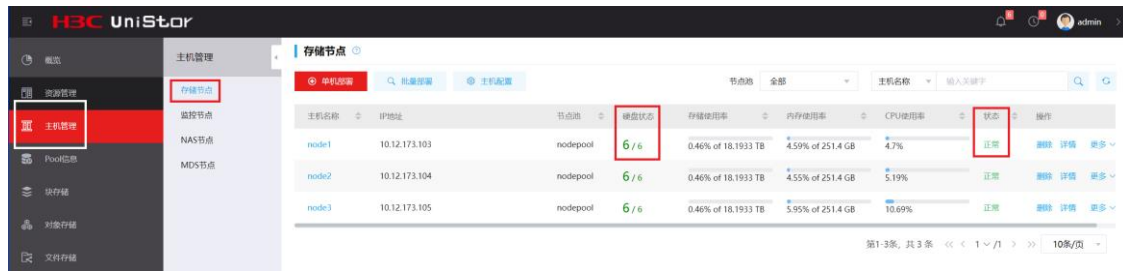 H3C UniStor
6
6
admin
概览
资源管理
主机管理
Pool信息
块存储
对象存储
文件存储
主机管理
存储节点
监控节点
NAS节点
MDS节点
存储节点
单机部署 批量部署 主机配置 节点池 全部 主机名称 输入关键字
主机名称 IP地址 节点池 硬盘状态 存储使用率 内存使用率 CPU使用率 状态 操作
node1 10.12.173.103 nodepool 6 / 6 0.46% of 18.1933 TB 4.59% of 251.4 GB 4.7% 正常 删除 详情 更多
node2 10.12.173.104 nodepool 6 / 6 0.46% of 18.1933 TB 4.55% of 251.4 GB 5.19% 正常 删除 详情 更多
node3 10.12.173.105 nodepool 6 / 6 0.46% of 18.1933 TB 5.95% of 251.4 GB 10.69% 正常 删除 详情 更多
第1-3条, 共 3 条 << < 1 /1 > >> 10条/页